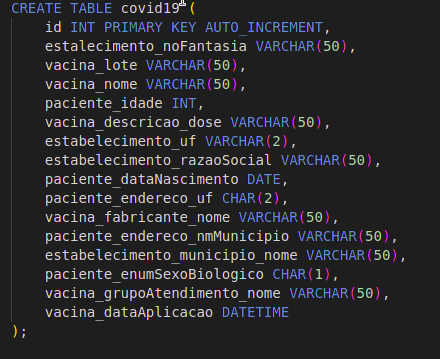 CREATE TABLE covid19 (
id INT PRIMARY KEY AUTO_INCREMENT,
estalecimento_noFantasia VARCHAR(50),
vacina_lote VARCHAR(50),
vacina_nome VARCHAR(50),
paciente_idade INT,
vacina_descricao_dose VARCHAR(50),
estabelecimento_uf VARCHAR(2),
estabelecimento_razaoSocial VARCHAR(50),
paciente_dataNascimento DATE,
paciente_endereco_uf CHAR(2),
vacina_fabricante_nome VARCHAR(50),
paciente_endereco_nmMunicipio VARCHAR(50),
estabelecimento_municipio_nome VARCHAR(50),
paciente_enumSexoBiologico CHAR(1),
vacina_grupoAtendimento_nome VARCHAR(50),
vacina_dataAplicacao DATETIME
);